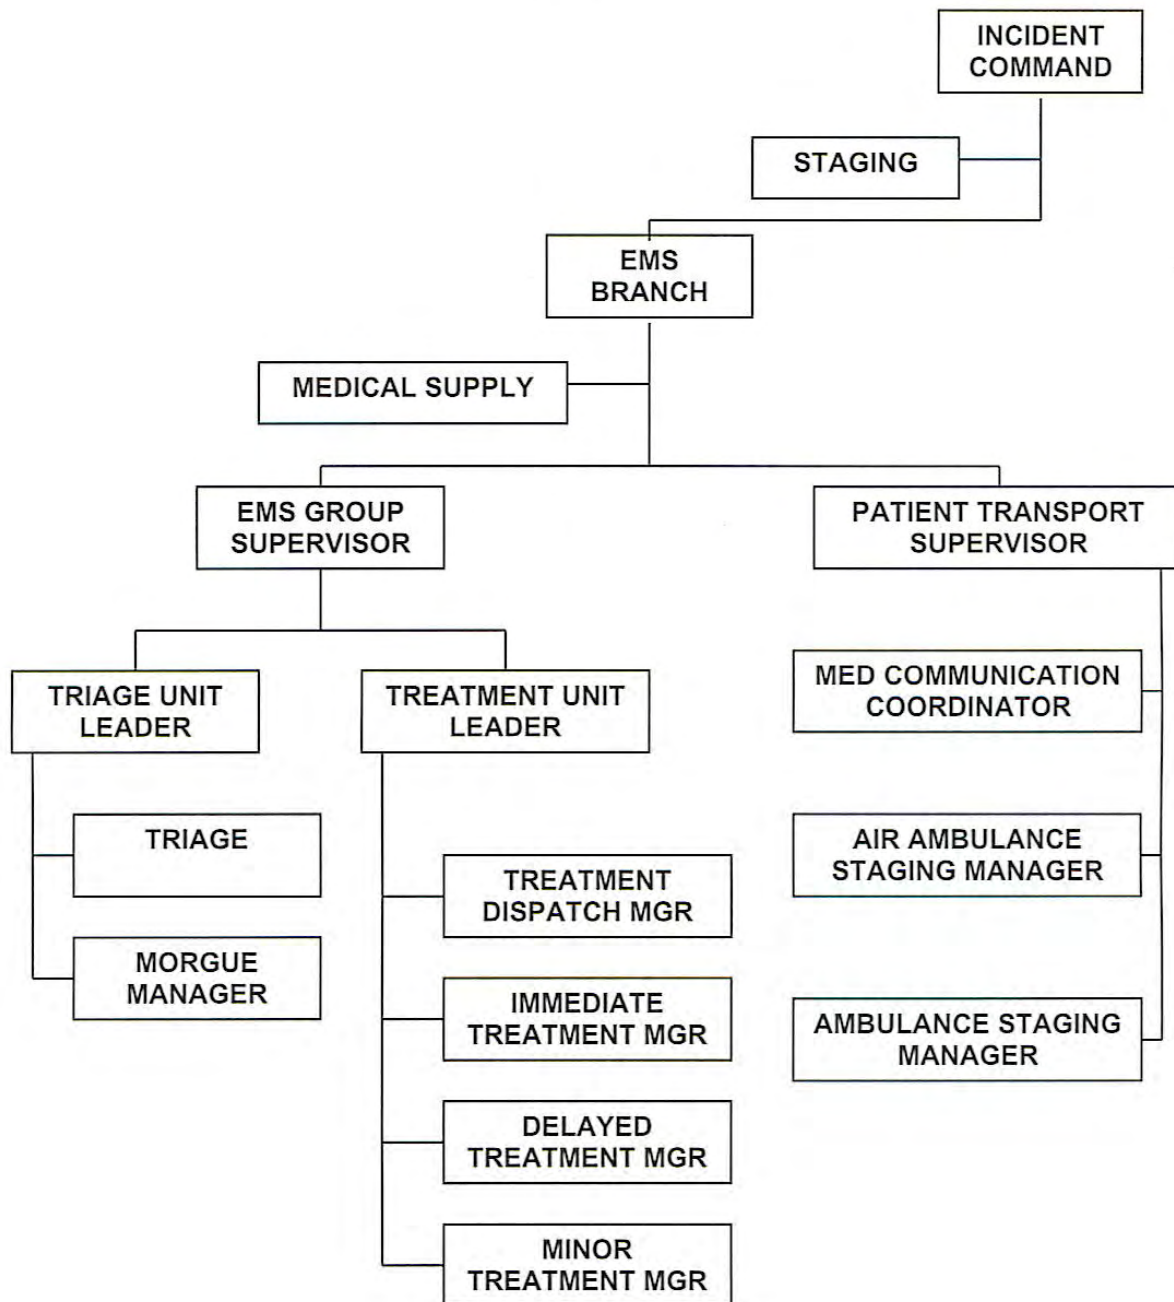 INCIDENT
COMMAND
STAGING
EMS
BRANCH
MEDICAL SUPPLY
EMS GROUP
SUPERVISOR
PATIENT TRANSPORT
SUPERVISOR
TRIAGE UNIT
LEADER
TREATMENT UNIT
LEADER
MED COMMUNICATION
COORDINATOR
TRIAGE
AIR AMBULANCE
STAGING MANAGER
TREATMENT
DISPATCH MGR
MORGUE
MANAGER
IMMEDIATE
TREATMENT MGR
AMBULANCE STAGING
MANAGER
DELAYED
TREATMENT MGR
MINOR
TREATMENT MGR